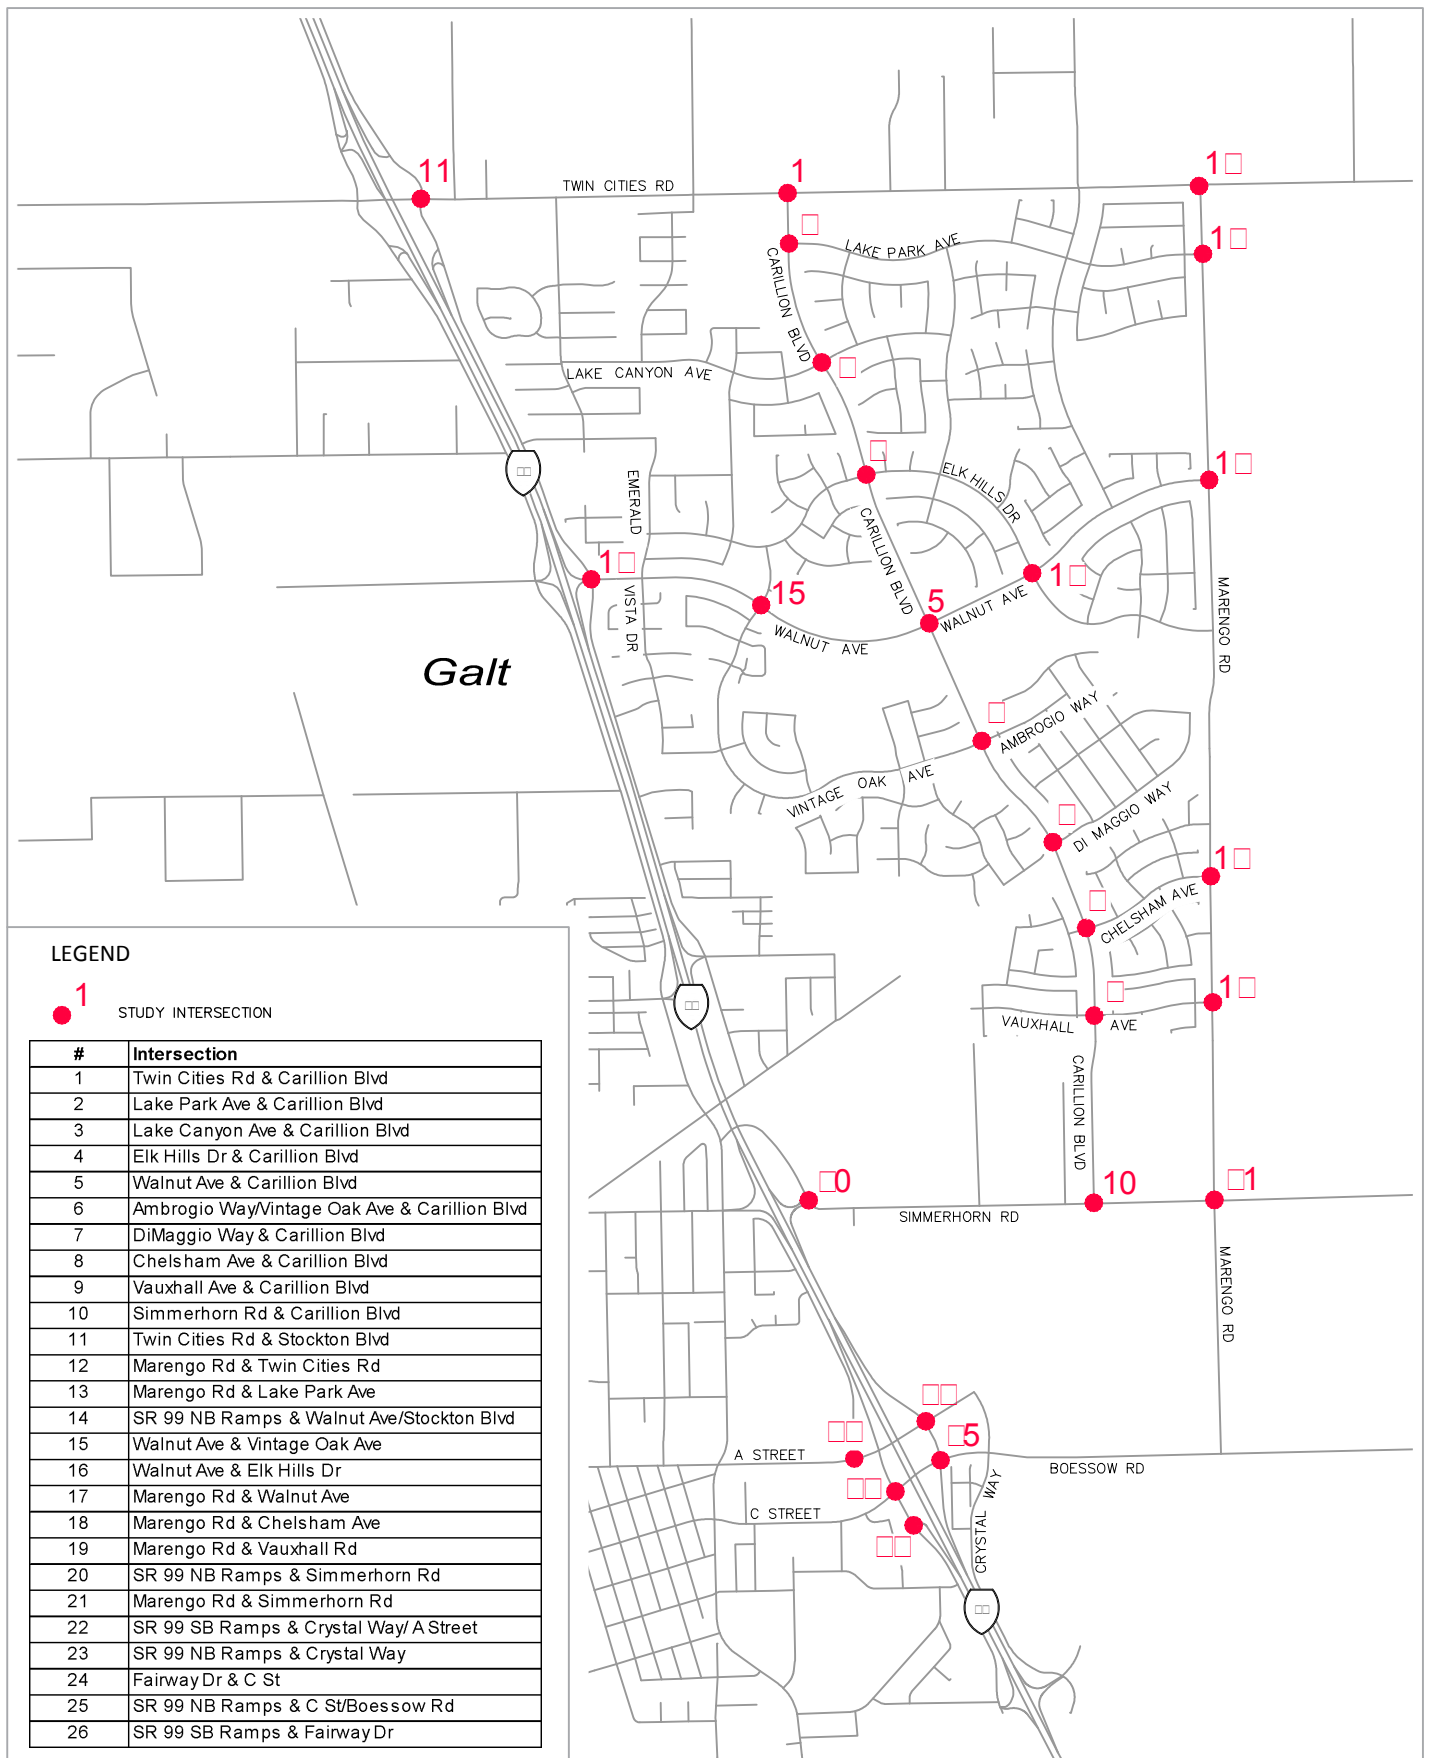 11
1
1□
TWIN CITIES RD
□
1□
LAKE PARK AVE
CARILLION BLVD
□
LAKE CANYON AVE
□
1□
EMERALD
ELK HILLS DR
CARILLION BLVD
1□
VISTA DR
15
5
1□
WALNUT AVE
WALNUT AVE
MARENGO RD
Galt
□
AMBROGIO WAY
VINTAGE OAK AVE
□
DI MAGGIO WAY
1□
□
CHELSHAM AVE
□
1□
VAUXHALL AVE
CARILLION BLVD
□0
10
□1
SIMMERHORN RD
MARENGO RD
□□
□□
□5
A STREET
BOESSOW RD
□□
C STREET
□□
CRYSTAL WAY
LEGEND
1
STUDY INTERSECTION
# Intersection
1 Twin Cities Rd & Carillion Blvd
2 Lake Park Ave & Carillion Blvd
3 Lake Canyon Ave & Carillion Blvd
4 Elk Hills Dr & Carillion Blvd
5 Walnut Ave & Carillion Blvd
6 Ambrogio Way/Vintage Oak Ave & Carillion Blvd
7 DiMaggio Way & Carillion Blvd
8 Chelsham Ave & Carillion Blvd
9 Vauxhall Ave & Carillion Blvd
10 Simmerhorn Rd & Carillion Blvd
11 Twin Cities Rd & Stockton Blvd
12 Marengo Rd & Twin Cities Rd
13 Marengo Rd & Lake Park Ave
14 SR 99 NB Ramps & Walnut Ave/Stockton Blvd
15 Walnut Ave & Vintage Oak Ave
16 Walnut Ave & Elk Hills Dr
17 Marengo Rd & Walnut Ave
18 Marengo Rd & Chelsham Ave
19 Marengo Rd & Vauxhall Rd
20 SR 99 NB Ramps & Simmerhorn Rd
21 Marengo Rd & Simmerhorn Rd
22 SR 99 SB Ramps & Crystal Way/ A Street
23 SR 99 NB Ramps & Crystal Way
24 Fairway Dr & C St
25 SR 99 NB Ramps & C St/Boessow Rd
26 SR 99 SB Ramps & Fairway Dr